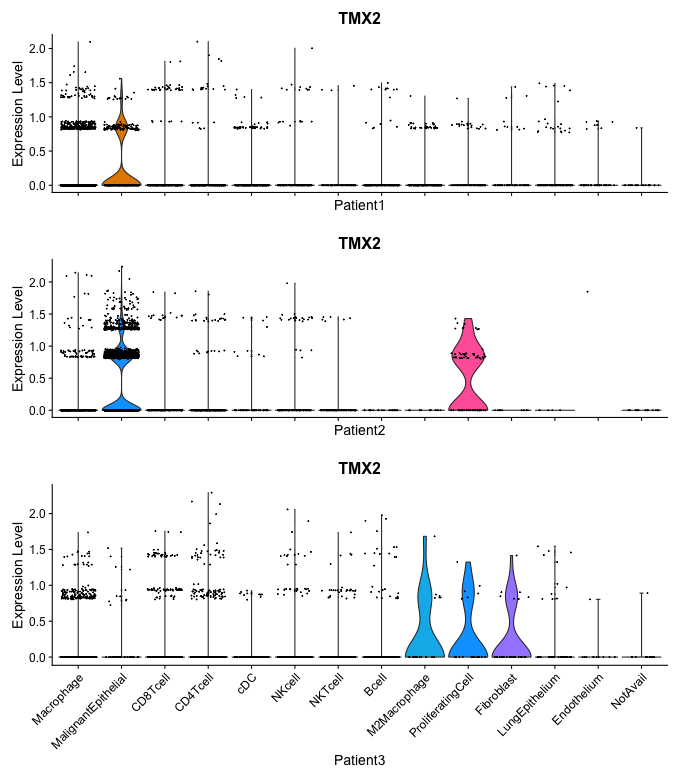 TMX2
Expression Level
2.0
1.5
1.0
0.5
0.0
Patient1
TMX2
Expression Level
2.0
1.5
1.0
0.5
0.0
Patient2
TMX2
Expression Level
2.0
1.5
1.0
0.5
0.0
Macrophage
MalignantEpithelial
CD8Tcell
CD4Tcell
cDC
NKcell
NKTcell
Bcell
M2Macrophage
ProliferatingCell
Fibroblast
LungEpithelium
Endothelium
NotAvail
Patient3